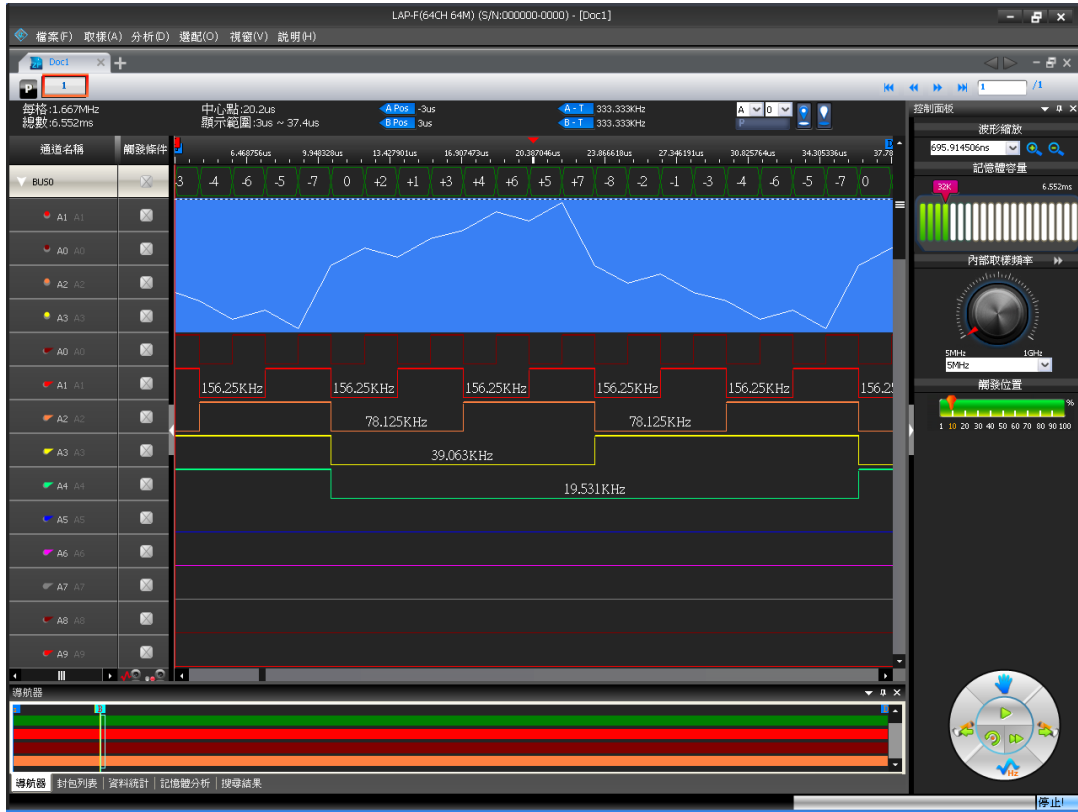 LAP-F(64CH 64M) (S/N:000000-0000) - [Doc1]
檔案(F) 取樣(A) 分析(D) 選配(O) 視窗(V) 説明(H)
Doc1
P 1 1 /1
每格:1.667MHz 中心點:20.2us A Pos -3us A - T 333.333KHz A 0
總數:6.552ms 顯示範圍:3us ~ 37.4us B Pos 3us B - T 333.333KHz P
控制面板
波形縮放
695.914506ns
記憶體容量
32K 6.552ms
內部取樣頻率
5MHz 1GHz
5MHz
觸發位置
%
1 10 20 30 40 50 60 70 80 90 100
通道名稱 觸發條件 6.468756us 9.948328us 13.427901us 16.907473us 20.387046us 23.866618us 27.346191us 30.825764us 34.305336us 37.78
BUS0 -3 -4 -6 -5 -7 0 +2 +1 +3 +4 +6 +5 +7 -8 -2 -1 -3 -4 -6 -5 -7 0
A1 A1
A0 A0
A2 A2
A3 A3
A0 A0
A1 A1 156.25KHz 156.25KHz 156.25KHz 156.25KHz 156.25KHz 156.2
A2 A2 78.125KHz 78.125KHz
A3 A3 39.063KHz
A4 A4 19.531KHz
A5 A5
A6 A6
A7 A7
A8 A8
A9 A9
導航器
B
導航器 封包列表 資料統計 記憶體分析 搜尋結果
Hz
停止!